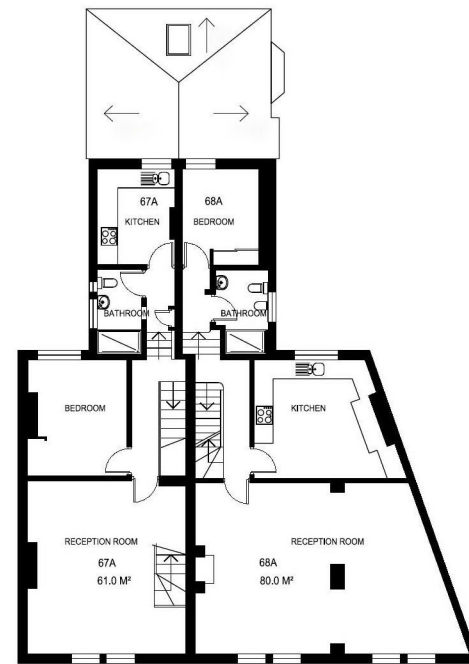 67A
KITCHEN
68A
BEDROOM
BATHROOM
BATHROOM
BEDROOM
KITCHEN
RECEPTION ROOM
67A
61.0 M²
RECEPTION ROOM
68A
80.0 M²